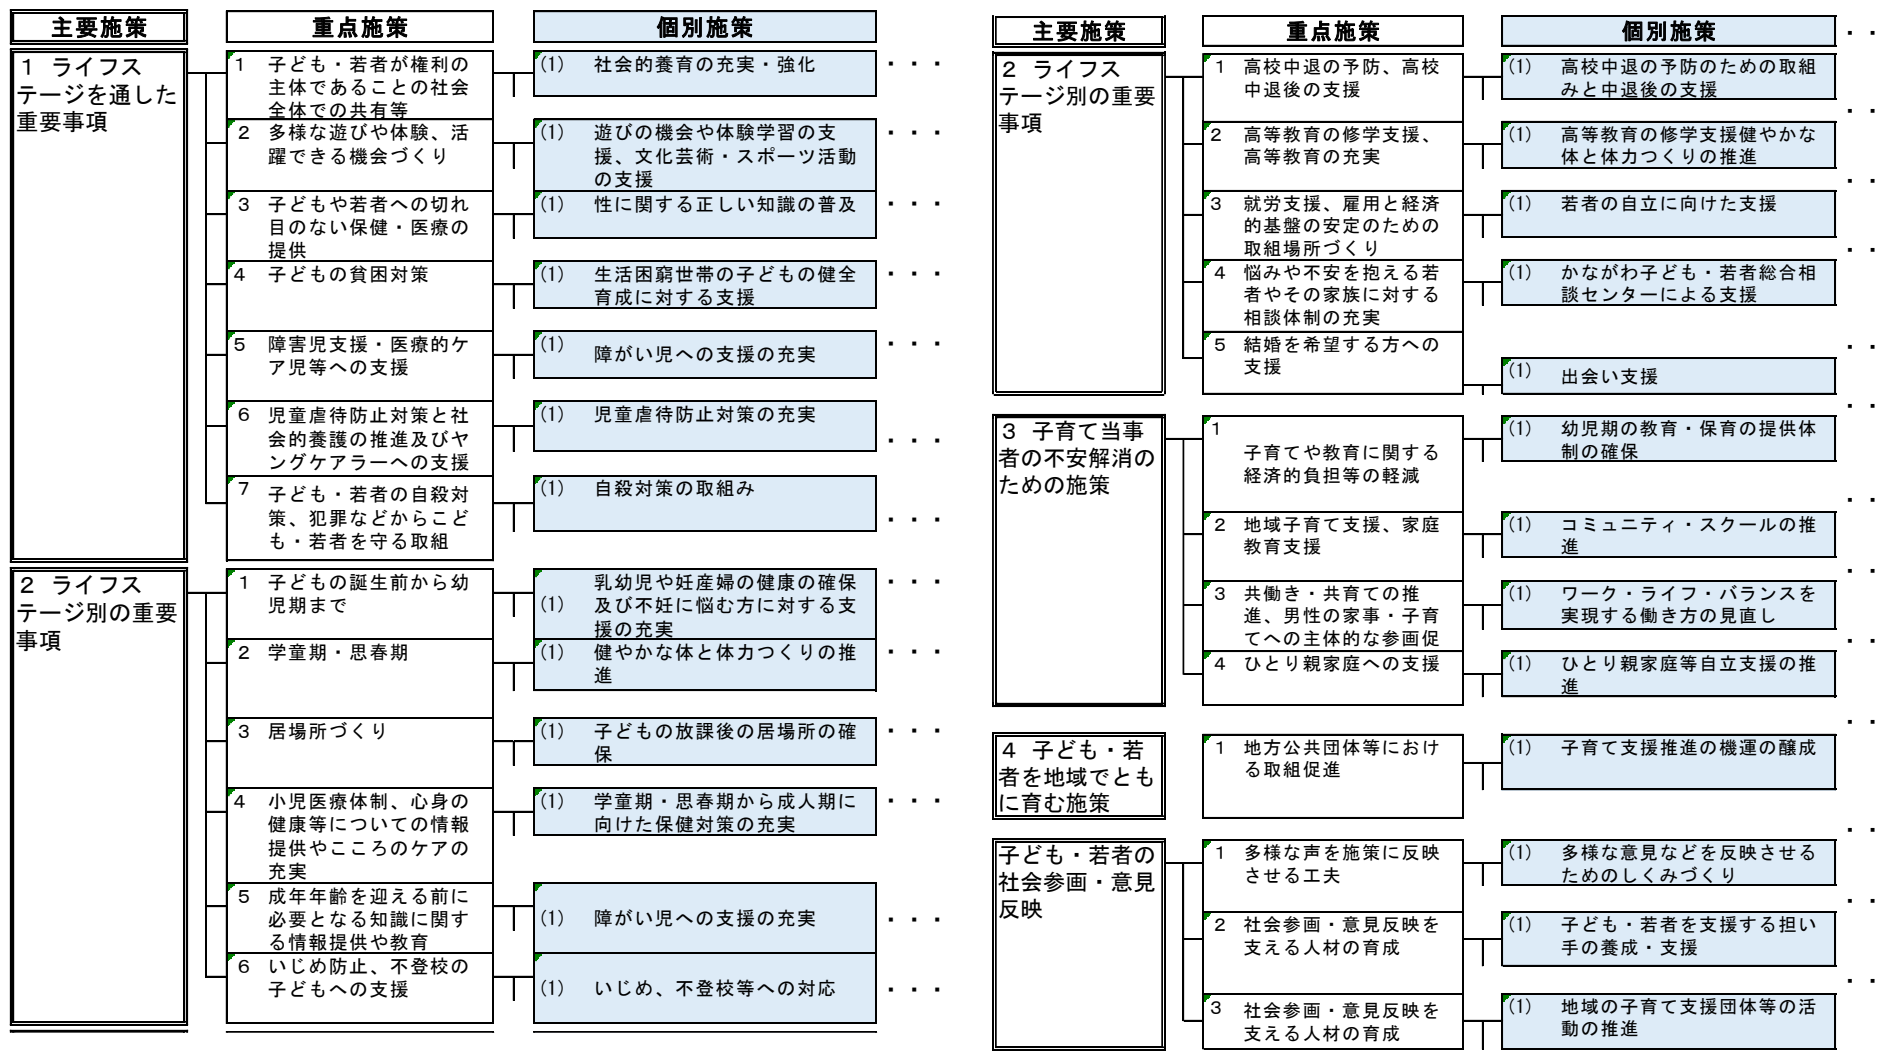 主要施策
重点施策
個別施策
1 ライフス
テージを通した
重要事項
1 子ども・若者が権利の
主体であることの社会
全体での共有等
(1) 社会的養育の充実・強化 ・・・
2 多様な遊びや体験、活
躍できる機会づくり
(1) 遊びの機会や体験学習の支
援、文化芸術・スポーツ活動
の支援 ・・・
3 子どもや若者への切れ
目のない保健・医療の
提供
(1) 性に関する正しい知識の普及 ・・・
4 子どもの貧困対策
(1) 生活困窮世帯の子どもの健全
育成に対する支援 ・・・
5 障害児支援・医療的ケ
ア児等への支援
(1) 障がい児への支援の充実 ・・・
6 児童虐待防止対策と社
会的養護の推進及びヤ
ングケアラーへの支援
(1) 児童虐待防止対策の充実 ・・・
7 子ども・若者の自殺対
策、犯罪などからこど
も・若者を守る取組
(1) 自殺対策の取組み ・・・
2 ライフス
テージ別の重要
事項
1 子どもの誕生前から幼
児期まで
(1) 乳幼児や妊産婦の健康の確保
及び不妊に悩む方に対する支
援の充実 ・・・
2 学童期・思春期
(1) 健やかな体と体力つくりの推
進 ・・・
3 居場所づくり
(1) 子どもの放課後の居場所の確
保 ・・・
4 小児医療体制、心身の
健康等についての情報
提供やこころのケアの
充実
(1) 学童期・思春期から成人期に
向けた保健対策の充実 ・・・
5 成年年齢を迎える前に
必要となる知識に関す
る情報提供や教育
(1) 障がい児への支援の充実 ・・・
6 いじめ防止、不登校の
子どもへの支援
(1) いじめ、不登校等への対応 ・・・
主要施策
重点施策
個別施策 ・・
2 ライフス
テージ別の重要
事項
1 高校中退の予防、高校
中退後の支援
(1) 高校中退の予防のための取組
みと中退後の支援 ・・
2 高等教育の修学支援、
高等教育の充実
(1) 高等教育の修学支援健やかな
体と体力つくりの推進 ・・
3 就労支援、雇用と経済
的基盤の安定のための
取組場所づくり
(1) 若者の自立に向けた支援 ・・
4 悩みや不安を抱える若
者やその家族に対する
相談体制の充実
(1) かながわ子ども・若者総合相
談センターによる支援 ・・
5 結婚を希望する方への
支援
(1) 出会い支援 ・・
3 子育て当事
者の不安解消の
ための施策
1
子育てや教育に関する
経済的負担等の軽減
(1) 幼児期の教育・保育の提供体
制の確保 ・・
2 地域子育て支援、家庭
教育支援
(1) コミュニティ・スクールの推
進 ・・
3 共働き・共育ての推
進、男性の家事・子育
てへの主体的な参画促
(1) ワーク・ライフ・バランスを
実現する働き方の見直し ・・
4 ひとり親家庭への支援
(1) ひとり親家庭等自立支援の推
進 ・・
4 子ども・若
者を地域でとも
に育む施策
1 地方公共団体等におけ
る取組促進
(1) 子育て支援推進の機運の醸成 ・・
子ども・若者の
社会参画・意見
反映
1 多様な声を施策に反映
させる工夫
(1) 多様な意見などを反映させる
ためのしくみづくり ・・
2 社会参画・意見反映を
支える人材の育成
(1) 子ども・若者を支援する担い
手の養成・支援 ・・
3 社会参画・意見反映を
支える人材の育成
(1) 地域の子育て支援団体等の活
動の推進